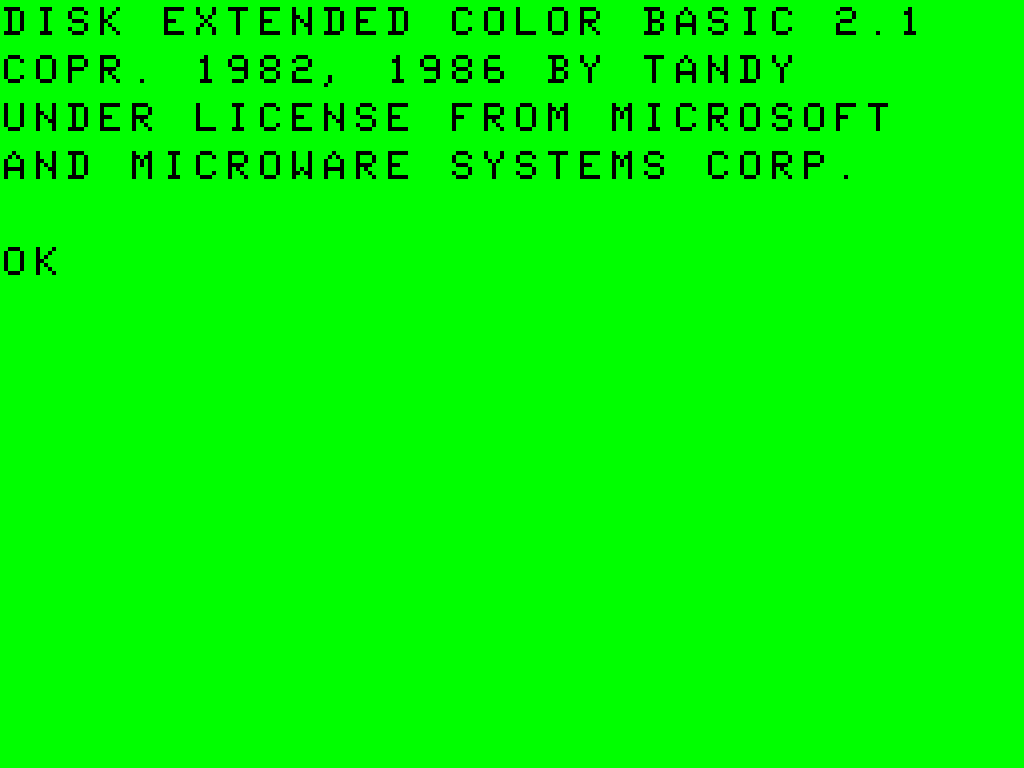 DISK EXTENDED COLOR BASIC 2.1
COPR. 1982, 1986 BY TANDY
UNDER LICENSE FROM MICROSOFT
AND MICROWARE SYSTEMS CORP.
OK